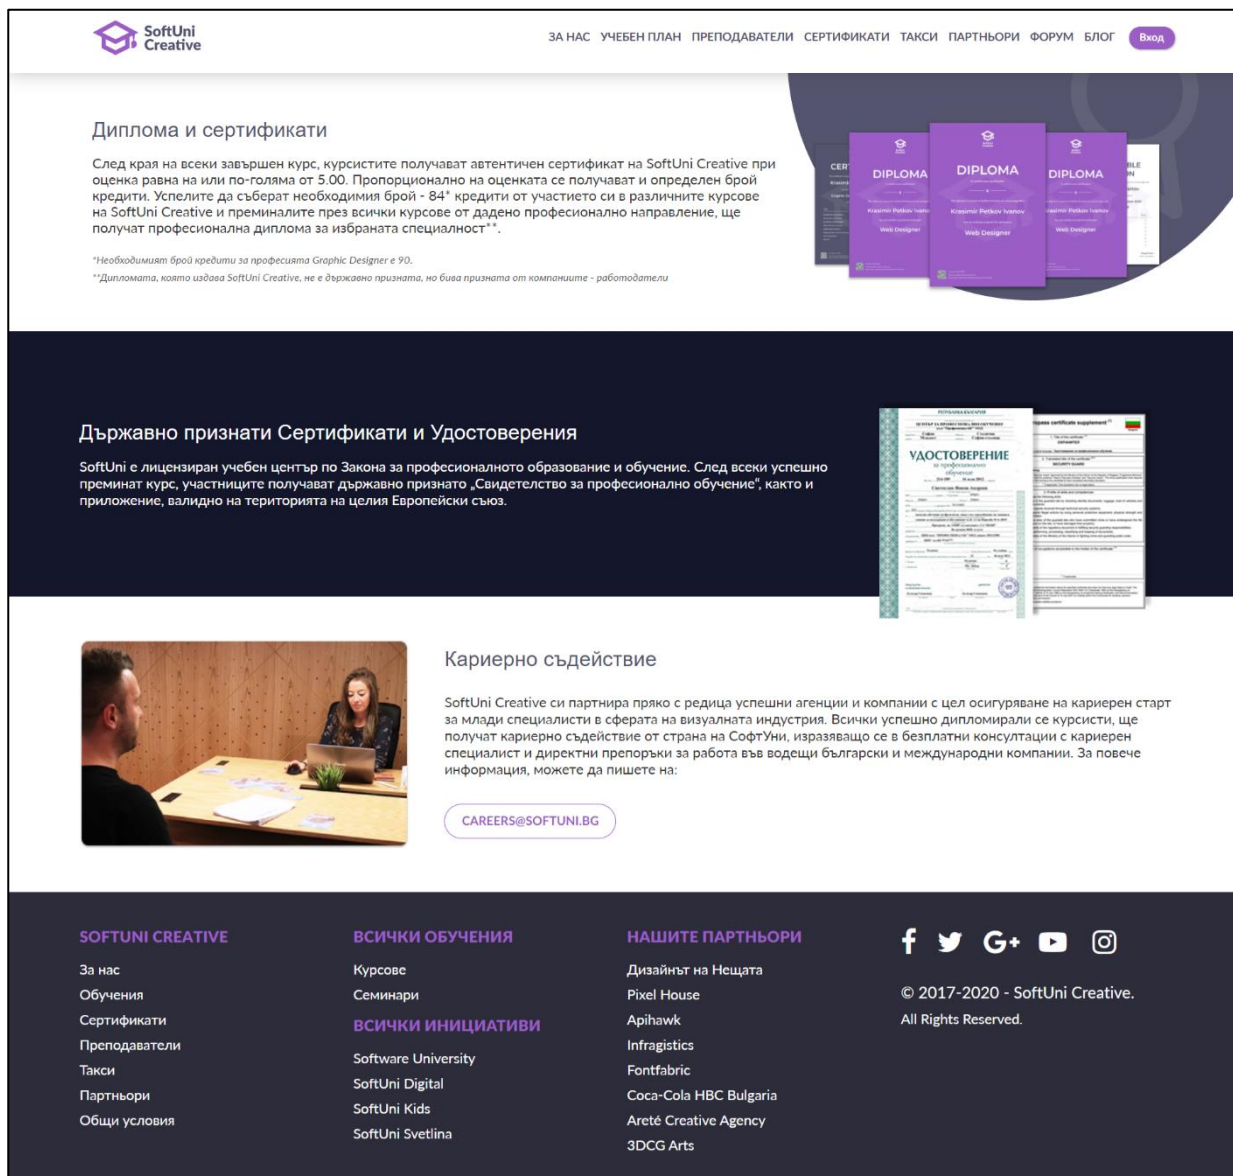 SoftUni
Creative
ЗА НАС УЧЕБЕН ПЛАН ПРЕПОДАВАТЕЛИ СЕРТИФИКАТИ ТАКСИ ПАРТНЬОРИ ФОРУМ БЛОГ Вход
Диплома и сертификати
След края на всеки завършен курс, курсистите получават автентичен сертификат на SoftUni Creative при
оценка равна на или по-голяма от 5.00. Пропорционално на оценката се получават и определен брой
кредити. Успелите да съберат необходимия брой - 84* кредити от участието си в различните курсове
на SoftUni Creative и преминалите през всички курсове от дадено професионално направление, ще
получат професионална диплома за избраната специалност**.
*Необходимият брой кредити за професията Graphic Designer е 90.
**Дипломата, която издава SoftUni Creative, не е държавно призната, но бива призната от компаниите - работодатели
DIPLOMA
Krasimir Petkov Ivanov
Web Designer
DIPLOMA
Krasimir Petkov Ivanov
Web Designer
DIPLOMA
Krasimir Petkov Ivanov
Web Designer
Държавно признати Сертификати и Удостоверения
SoftUni е лицензиран учебен център по Закона за професионалното образование и обучение. След всеки успешно
преминат курс, участниците получават държавно признато „Свидетелство за професионално обучение“, както и
приложение, валидно на територията на целия Европейски съюз.
РЕПУБЛИКА БЪЛГАРИЯ
УДОСТОВЕРЕНИЕ
за професионално
обучение
certificate supplement
SECURITY GUARD
Кариерно съдействие
SoftUni Creative си партнира пряко с редица успешни агенции и компании с цел осигуряване на кариерен старт
за млади специалисти в сферата на визуалната индустрия. Всички успешно дипломирали се курсисти, ще
получат кариерно съдействие от страна на СофтУни, изразяващо се в безплатни консултации с кариерен
специалист и директни препоръки за работа във водещи български и международни компании. За повече
информация, можете да пишете на:
CAREERS@SOFTUNI.BG
SOFTUNI CREATIVE
За нас
Обучения
Сертификати
Преподаватели
Такси
Партньори
Общи условия
ВСИЧКИ ОБУЧЕНИЯ
Курсове
Семинари
ВСИЧКИ ИНИЦИАТИВИ
Software University
SoftUni Digital
SoftUni Kids
SoftUni Svetlina
НАШИТЕ ПАРТНЬОРИ
Дизайнът на Нещата
Pixel House
Apihawk
Infragistics
Fontfabric
Coca-Cola HBC Bulgaria
Areté Creative Agency
3DCG Arts
© 2017-2020 - SoftUni Creative.
All Rights Reserved.